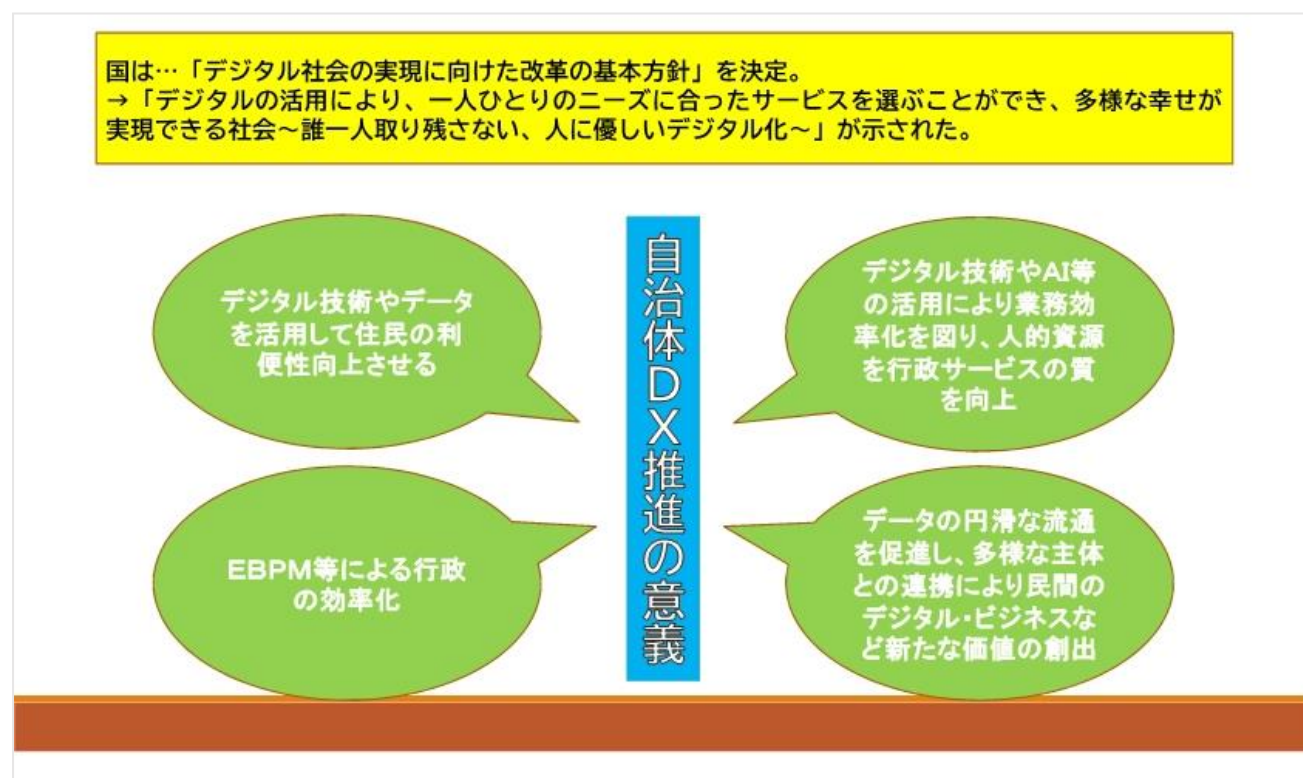 国は…「デジタル社会の実現に向けた改革の基本方針」を決定。
→「デジタルの活用により、一人ひとりのニーズに合ったサービスを選ぶことができ、多様な幸せが
実現できる社会～誰一人取り残さない、人に優しいデジタル化～」が示された。
デジタル技術やデータ
を活用して住民の利
便性向上させる
自治体DX推進の意義
デジタル技術やAI等
の活用により業務効
率化を図り、人的資源
を行政サービスの質
を向上
EBPM等による行政
の効率化
データの円滑な流通
を促進し、多様な主体
との連携により民間の
デジタル・ビジネスな
ど新たな価値の創出